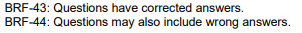 BRF-43: Questions have corrected answers.
BRF-44: Questions may also include wrong answers.